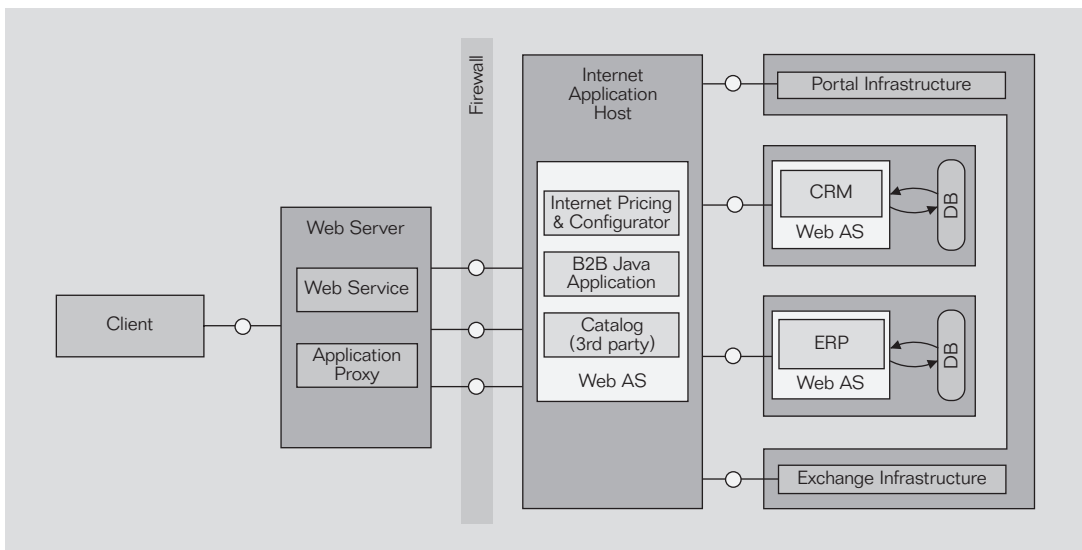 Client
Web Server
Web Service
Application
Proxy
Firewall
Internet
Application
Host
Internet Pricing
& Configurator
B2B Java
Application
Catalog
(3rd party)
Web AS
Portal Infrastructure
CRM
Web AS
DB
ERP
Web AS
DB
Exchange Infrastructure